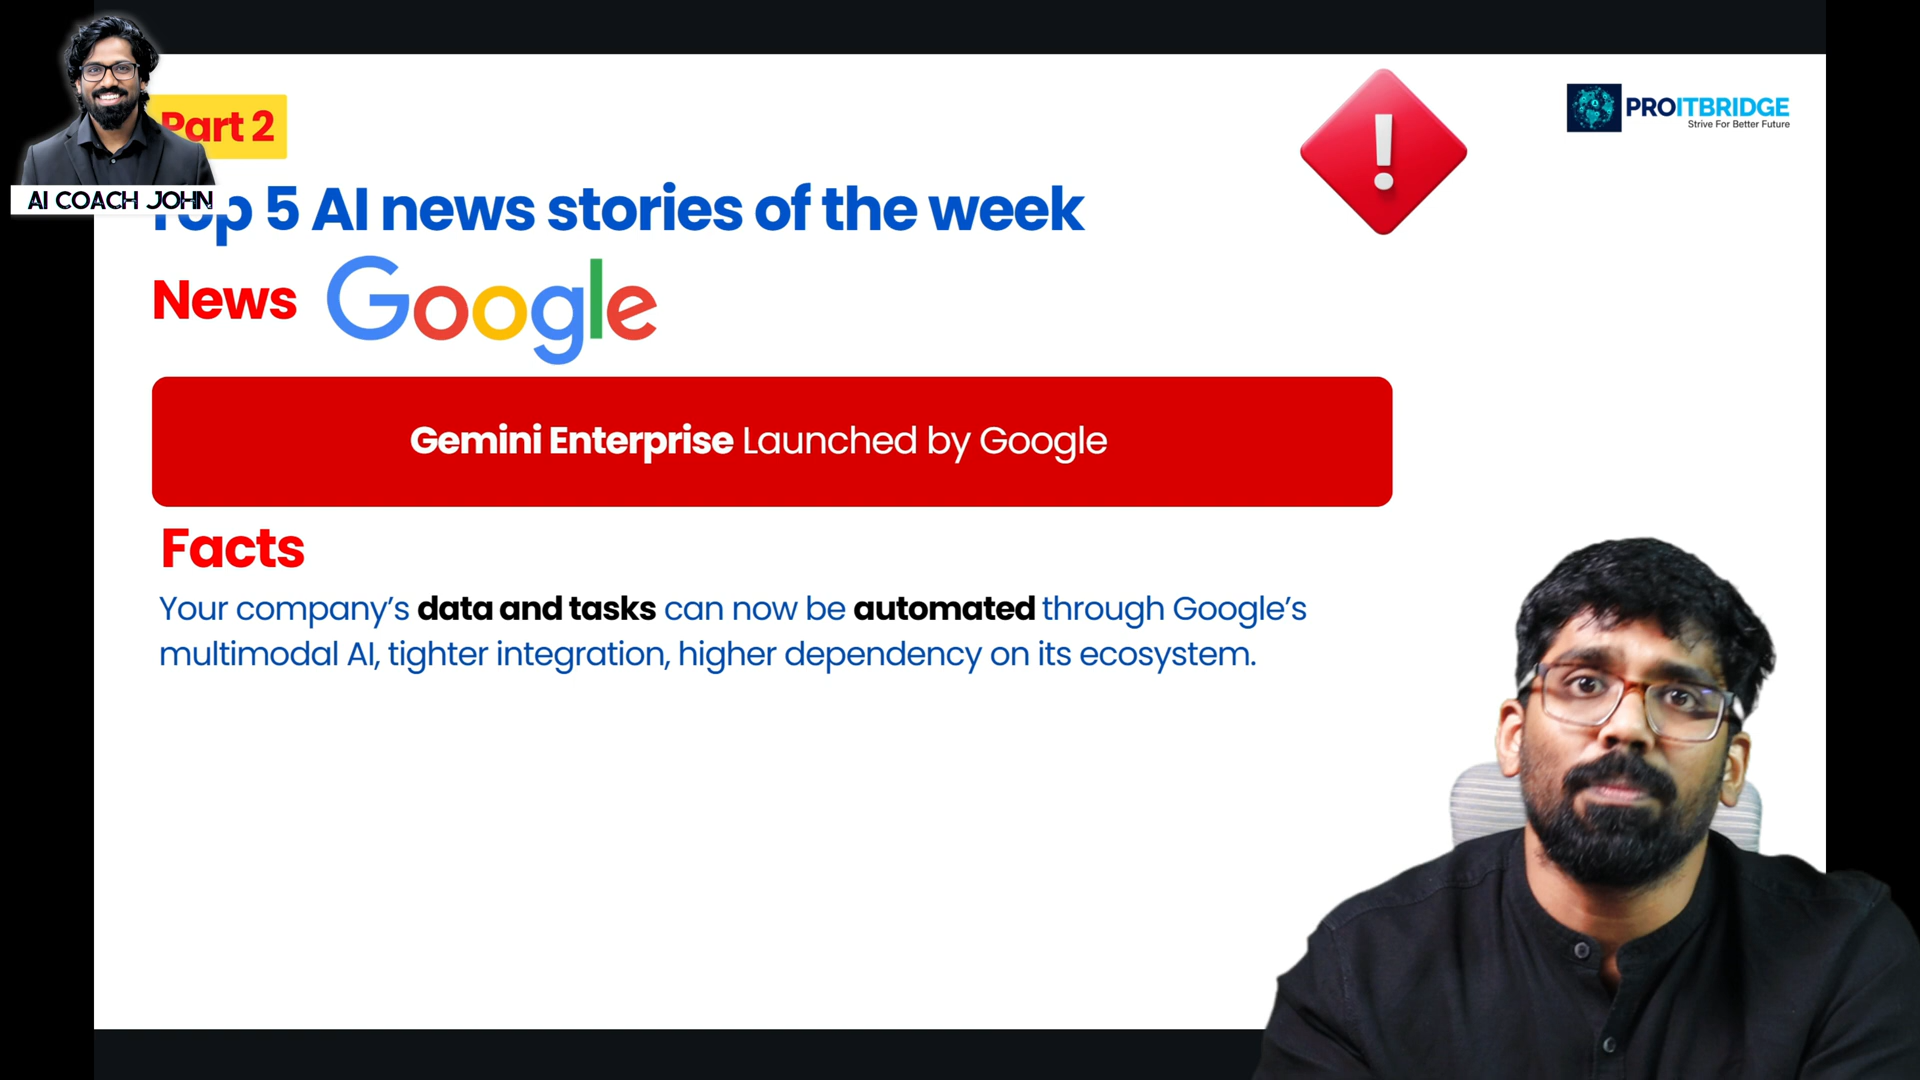 Part 2
PROITBRIDGE
Strive For Better Future
AI COACH JOHN
Top 5 AI news stories of the week
News Google
Gemini Enterprise Launched by Google
Facts
Your company's data and tasks can now be automated through Google's
multimodal AI, tighter integration, higher dependency on its ecosystem.